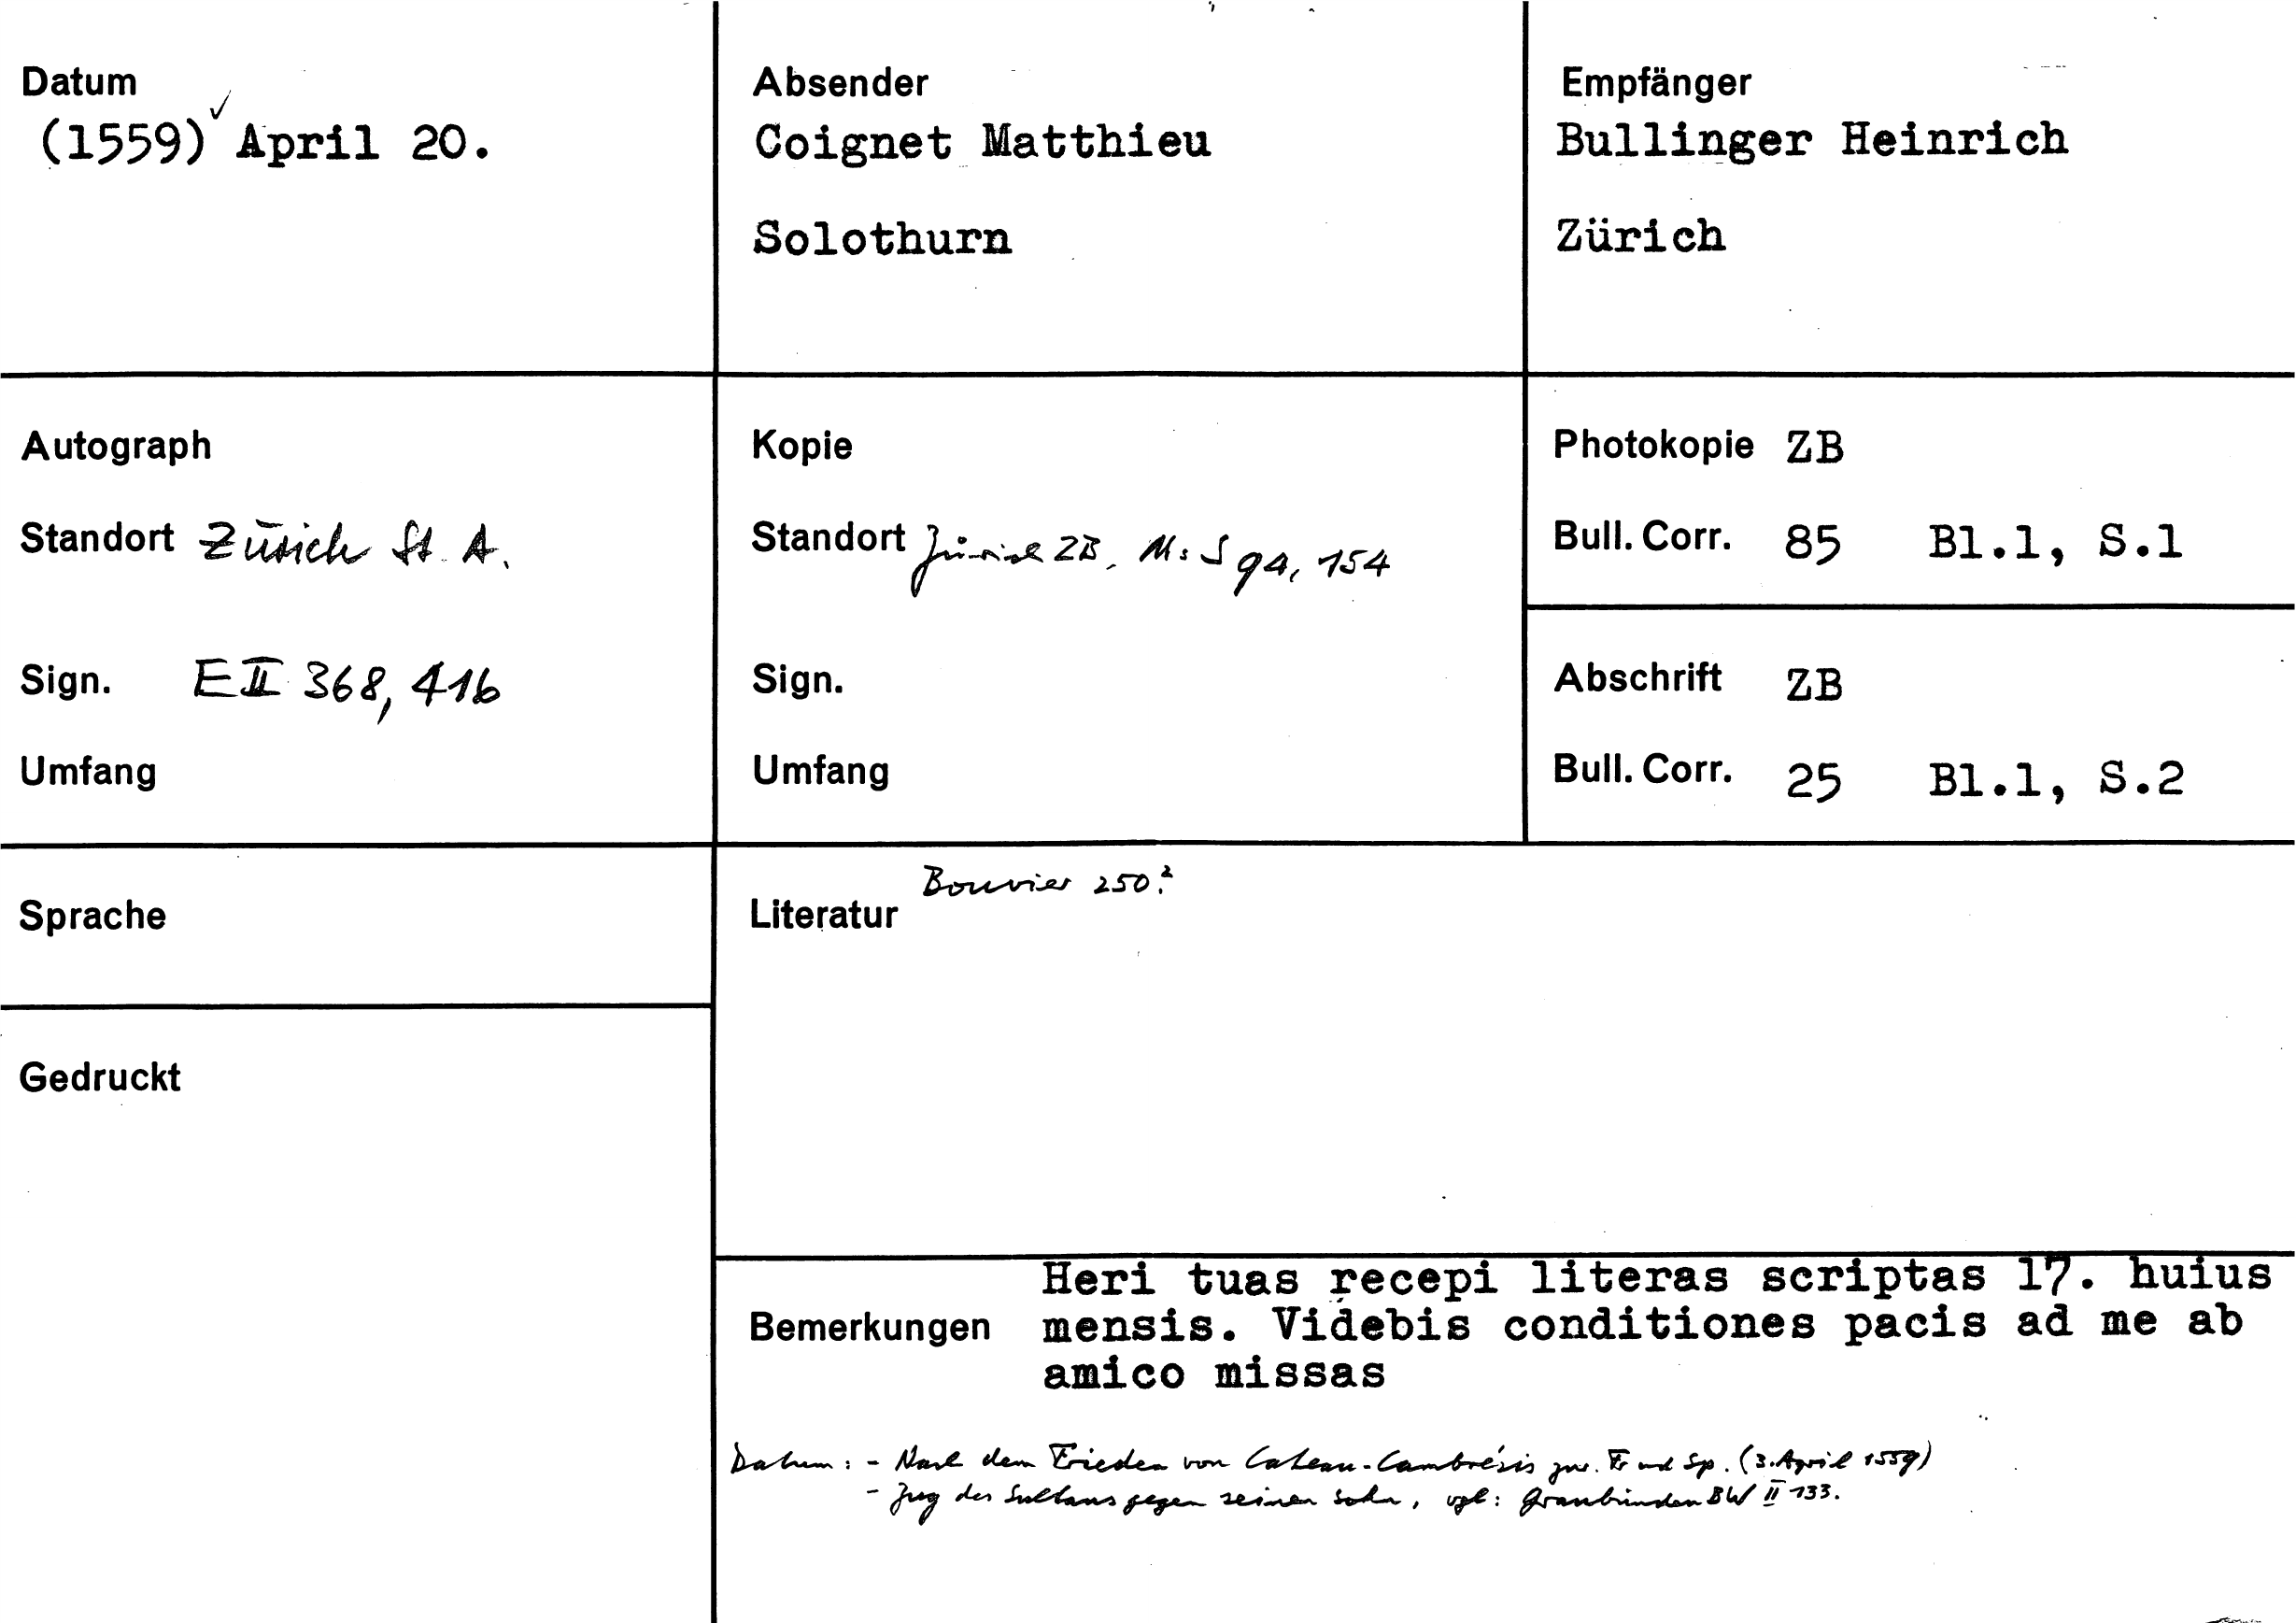 Datum
(1559)✓ April 20.
Absender
Coignet Matthieu
Solothurn
Empfänger
Bullinger Heinrich
Zürich
Autograph
Standort Zürich St. A.
Sign. E II 368, 416
Umfang
Kopie
Standort Zürich ZB, Ms S 94, 154
Sign.
Umfang
Photokopie ZB
Bull. Corr. 85 Bl.1, S.1
Abschrift ZB
Bull. Corr. 25 Bl.1, S.2
Sprache
Gedruckt
Bouvier 250.²
Literatur
Heri tuas recepi literas scriptas 17. huius
Bemerkungen mensis. Videbis conditiones pacis ad me ab
amico missas
Datum: - Nach dem Frieden von Cateau-Cambrésis zw. Fr und Sp. (3. April 1559)
- Zug des Sultans gegen seinen Sohn, vgl: Graubünden BW II 133.